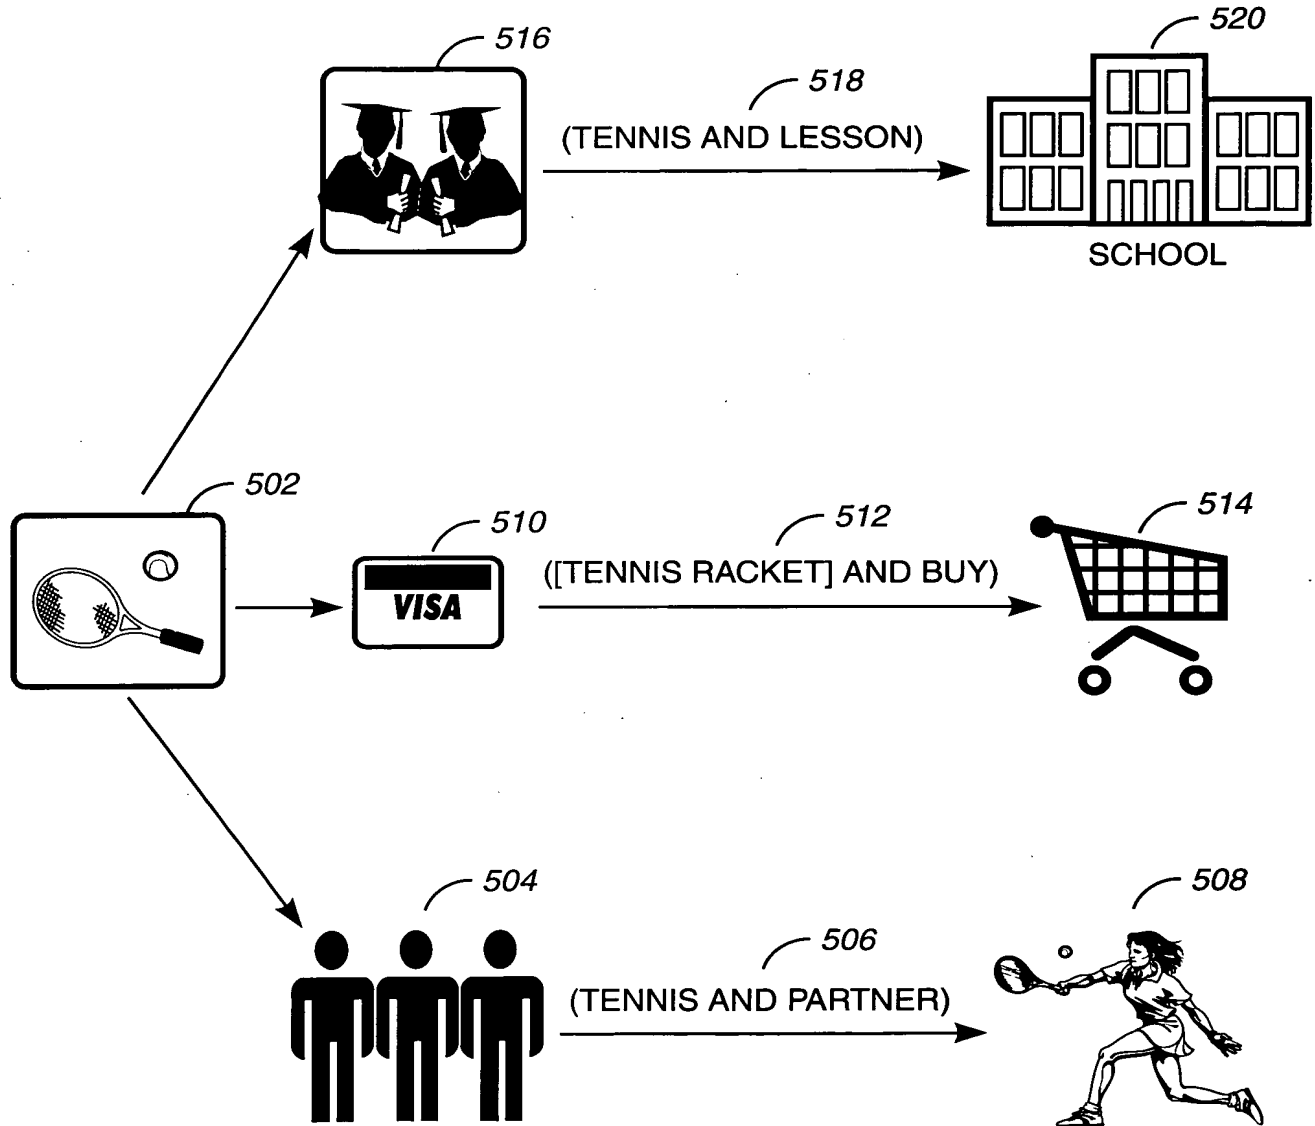 516
518
520
(TENNIS AND LESSON)
SCHOOL
502
510
512
514
([TENNIS RACKET] AND BUY)
VISA
504
506
508
(TENNIS AND PARTNER)